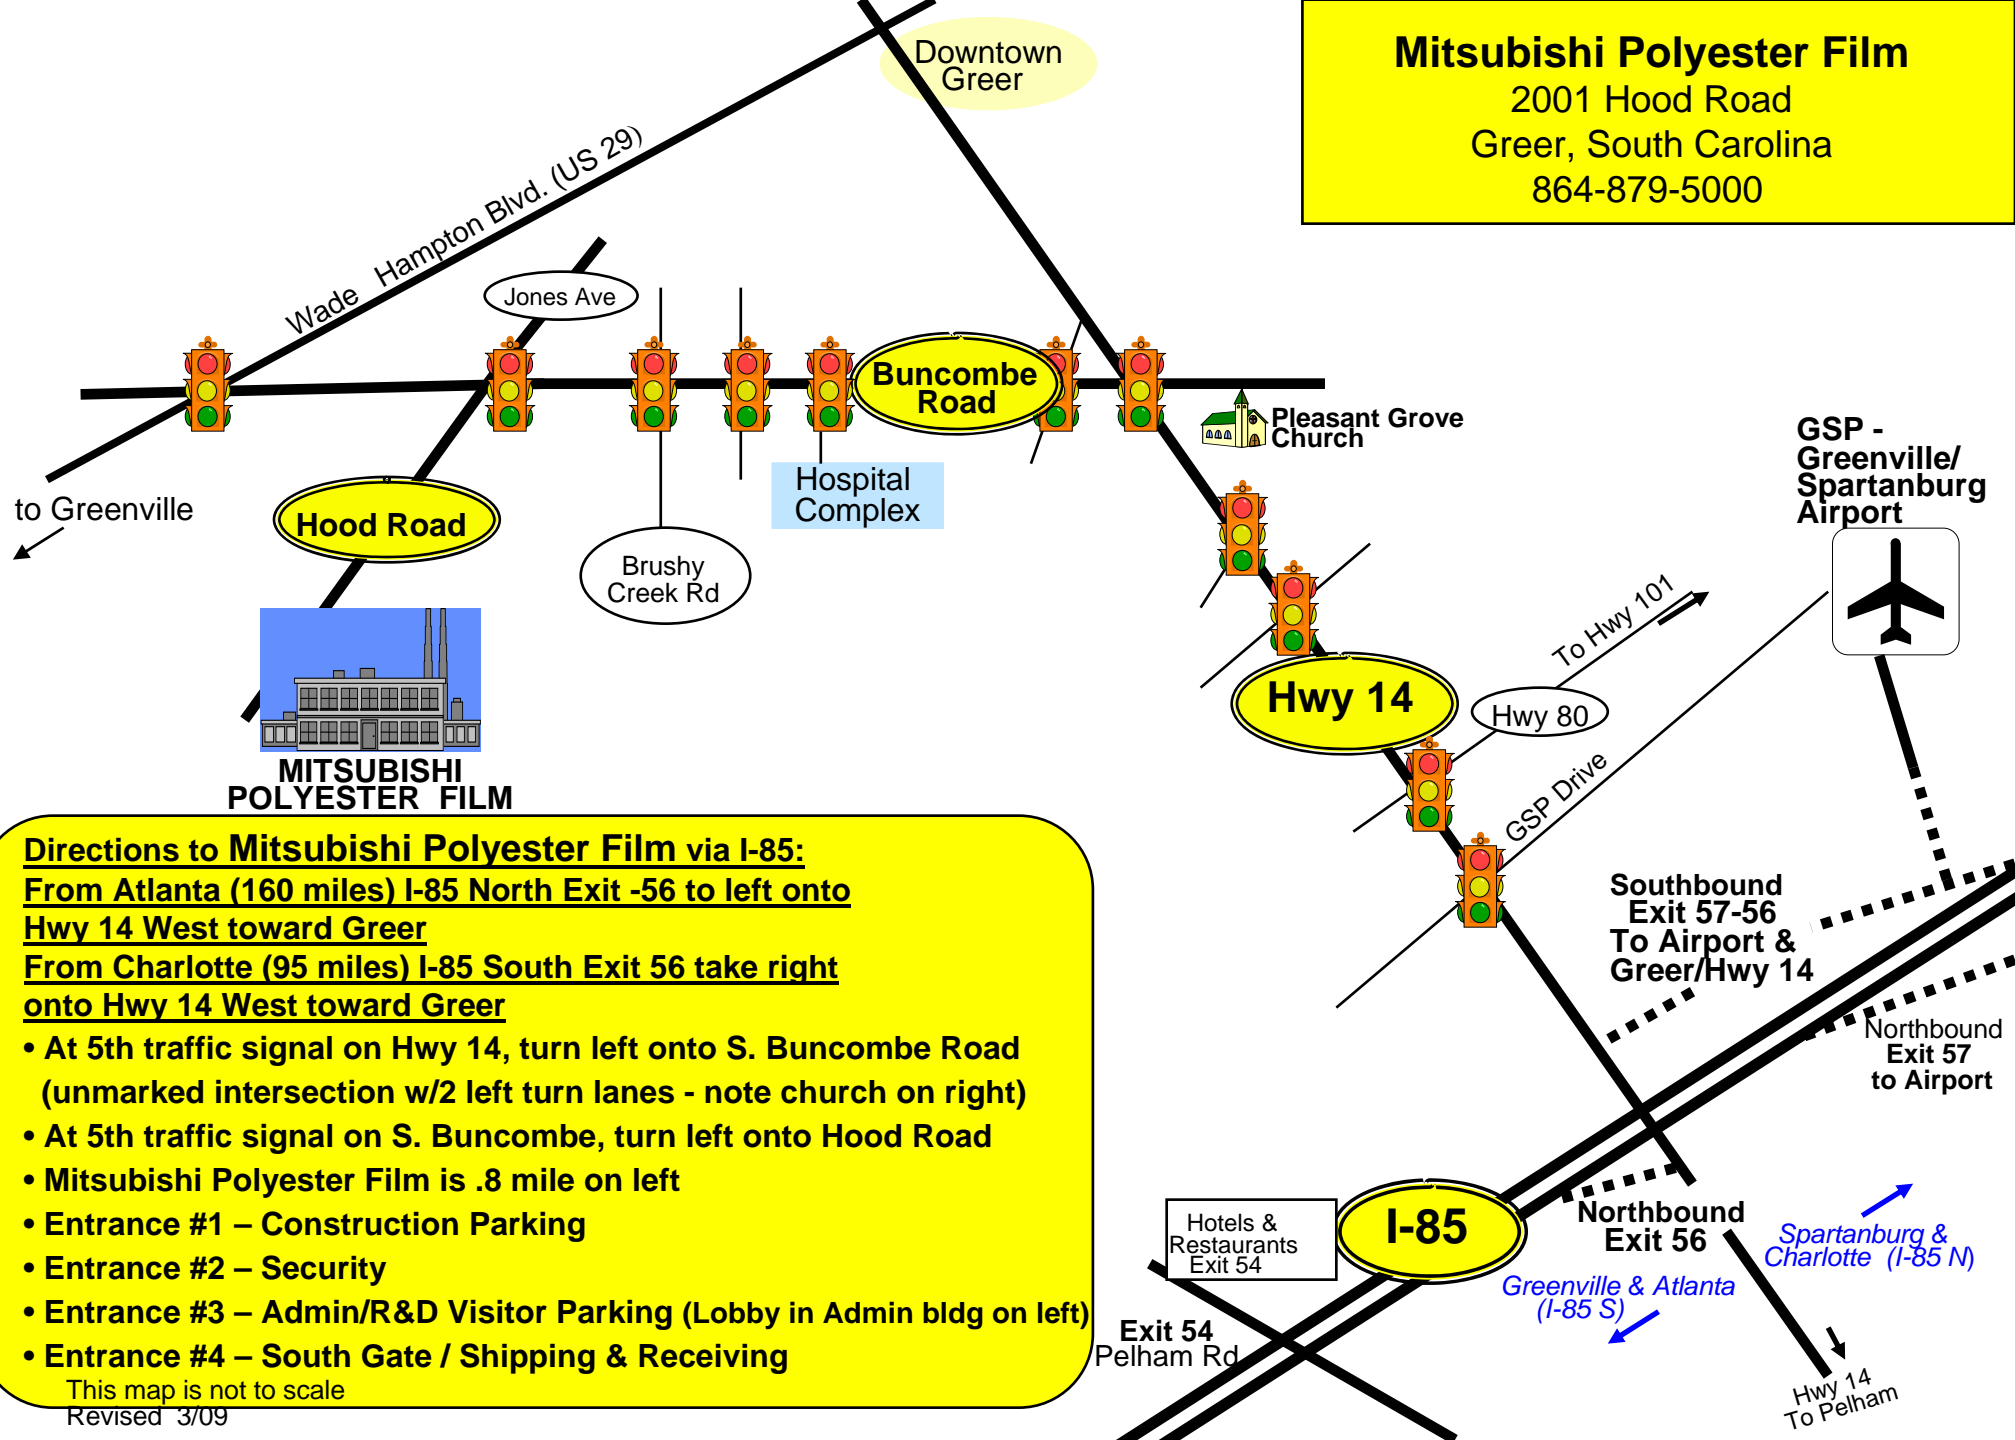 Mitsubishi Polyester Film
2001 Hood Road
Greer, South Carolina
864-879-5000
Downtown
Greer
Wade Hampton Blvd. (US 29)
Jones Ave
Buncombe
Road
Pleasant Grove
Church
GSP -
Greenville/
Spartanburg
Airport
to Greenville
Hood Road
Hospital
Complex
Brushy
Creek Rd
To Hwy 101
Hwy 14
Hwy 80
GSP Drive
MITSUBISHI
POLYESTER FILM
Southbound
Exit 57-56
To Airport &
Greer/Hwy 14
Northbound
Exit 57
to Airport
Directions to Mitsubishi Polyester Film via I-85:
From Atlanta (160 miles) I-85 North Exit -56 to left onto
Hwy 14 West toward Greer
From Charlotte (95 miles) I-85 South Exit 56 take right
onto Hwy 14 West toward Greer
• At 5th traffic signal on Hwy 14, turn left onto S. Buncombe Road
(unmarked intersection w/2 left turn lanes - note church on right)
• At 5th traffic signal on S. Buncombe, turn left onto Hood Road
• Mitsubishi Polyester Film is .8 mile on left
• Entrance #1 – Construction Parking
• Entrance #2 – Security
• Entrance #3 – Admin/R&D Visitor Parking (Lobby in Admin bldg on left)
• Entrance #4 – South Gate / Shipping & Receiving
This map is not to scale
Revised 3/09
Hotels &
Restaurants
Exit 54
I-85
Northbound
Exit 56
Spartanburg &
Charlotte (I-85 N)
Greenville & Atlanta
(I-85 S)
Exit 54
Pelham Rd
Hwy 14
To Pelham